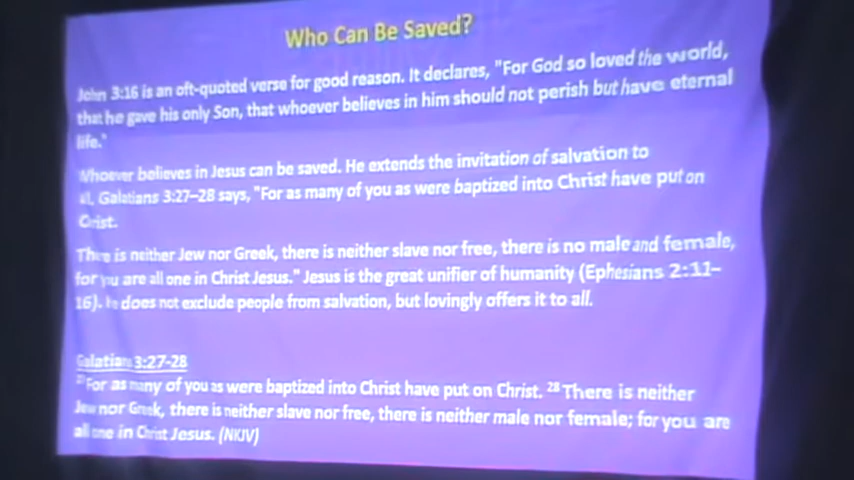 Who Can Be Saved?
John 3:16 is an oft-quoted verse for good reason. It declares, "For God so loved the world,
that he gave his only Son, that whoever believes in him should not perish but have eternal
life."
Whoever believes in Jesus can be saved. He extends the invitation of salvation to
all. Galatians 3:27–28 says, "For as many of you as were baptized into Christ have put on
Christ.
There is neither Jew nor Greek, there is neither slave nor free, there is no male and female,
for you are all one in Christ Jesus." Jesus is the great unifier of humanity (Ephesians 2:11–
16). He does not exclude people from salvation, but lovingly offers it to all.
Galatians 3:27-28
27 For as many of you as were baptized into Christ have put on Christ. 28 There is neither
Jew nor Greek, there is neither slave nor free, there is neither male nor female; for you are
all one in Christ Jesus. (NKJV)